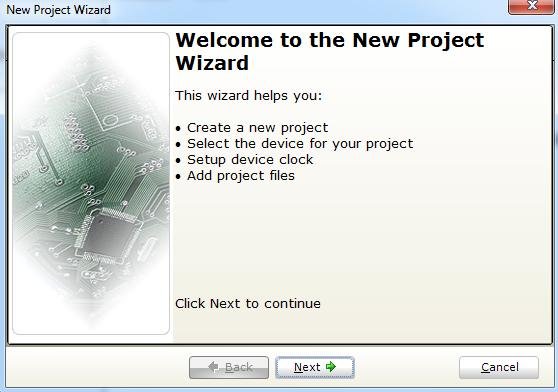 New Project Wizard
Welcome to the New Project
Wizard
This wizard helps you:
• Create a new project
• Select the device for your project
• Setup device clock
• Add project files
Click Next to continue
Back
Next
Cancel